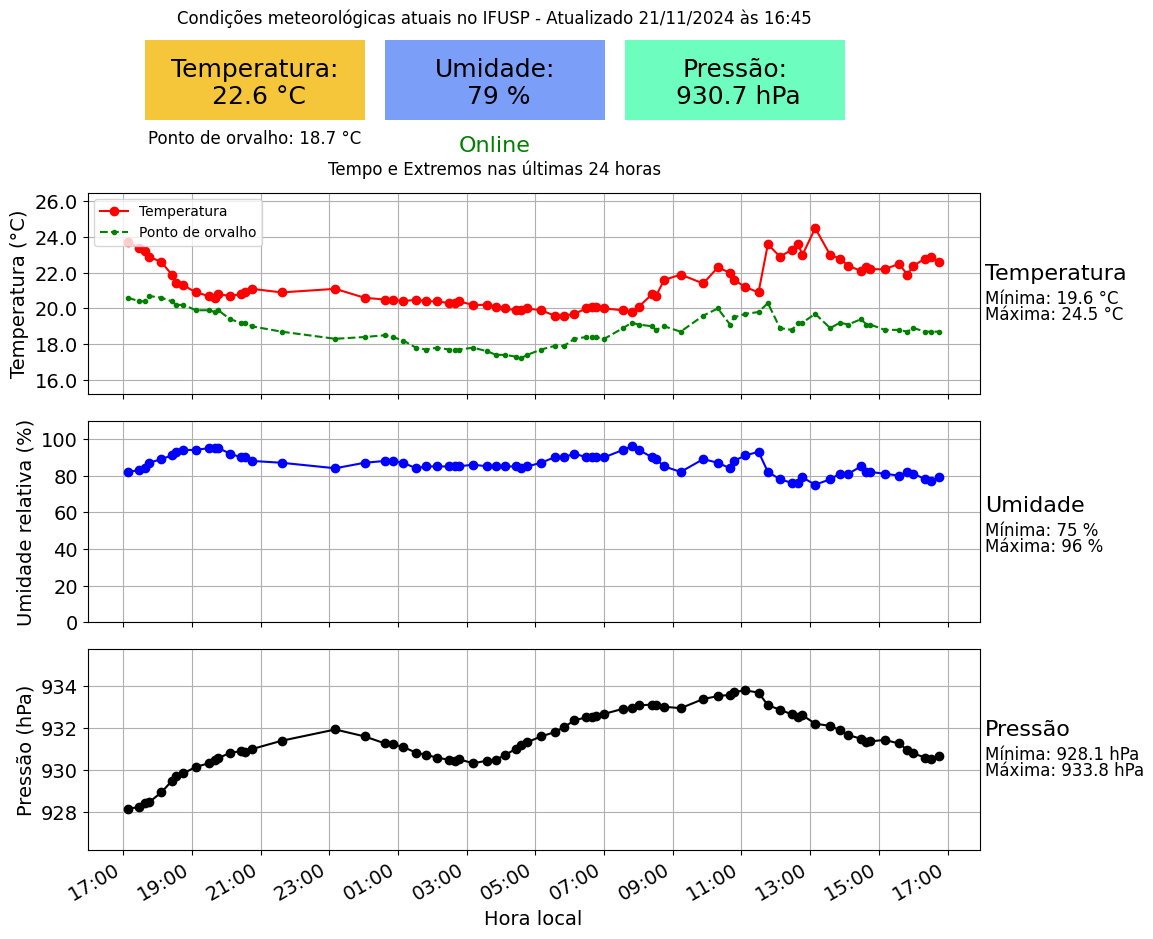 Condições meteorológicas atuais no IFUSP - Atualizado 21/11/2024 às 16:45
Temperatura:
22.6 °C
Umidade:
79 %
Pressão:
930.7 hPa
Ponto de orvalho: 18.7 °C
Online
Tempo e Extremos nas últimas 24 horas
Temperatura (°C)
26.0
24.0
22.0
20.0
18.0
16.0
Temperatura
Ponto de orvalho
Temperatura
Mínima: 19.6 °C
Máxima: 24.5 °C
Umidade relativa (%)
100
80
60
40
20
0
Umidade
Mínima: 75 %
Máxima: 96 %
Pressão (hPa)
934
932
930
928
Pressão
Mínima: 928.1 hPa
Máxima: 933.8 hPa
17:00
19:00
21:00
23:00
01:00
03:00
05:00
07:00
09:00
11:00
13:00
15:00
17:00
Hora local